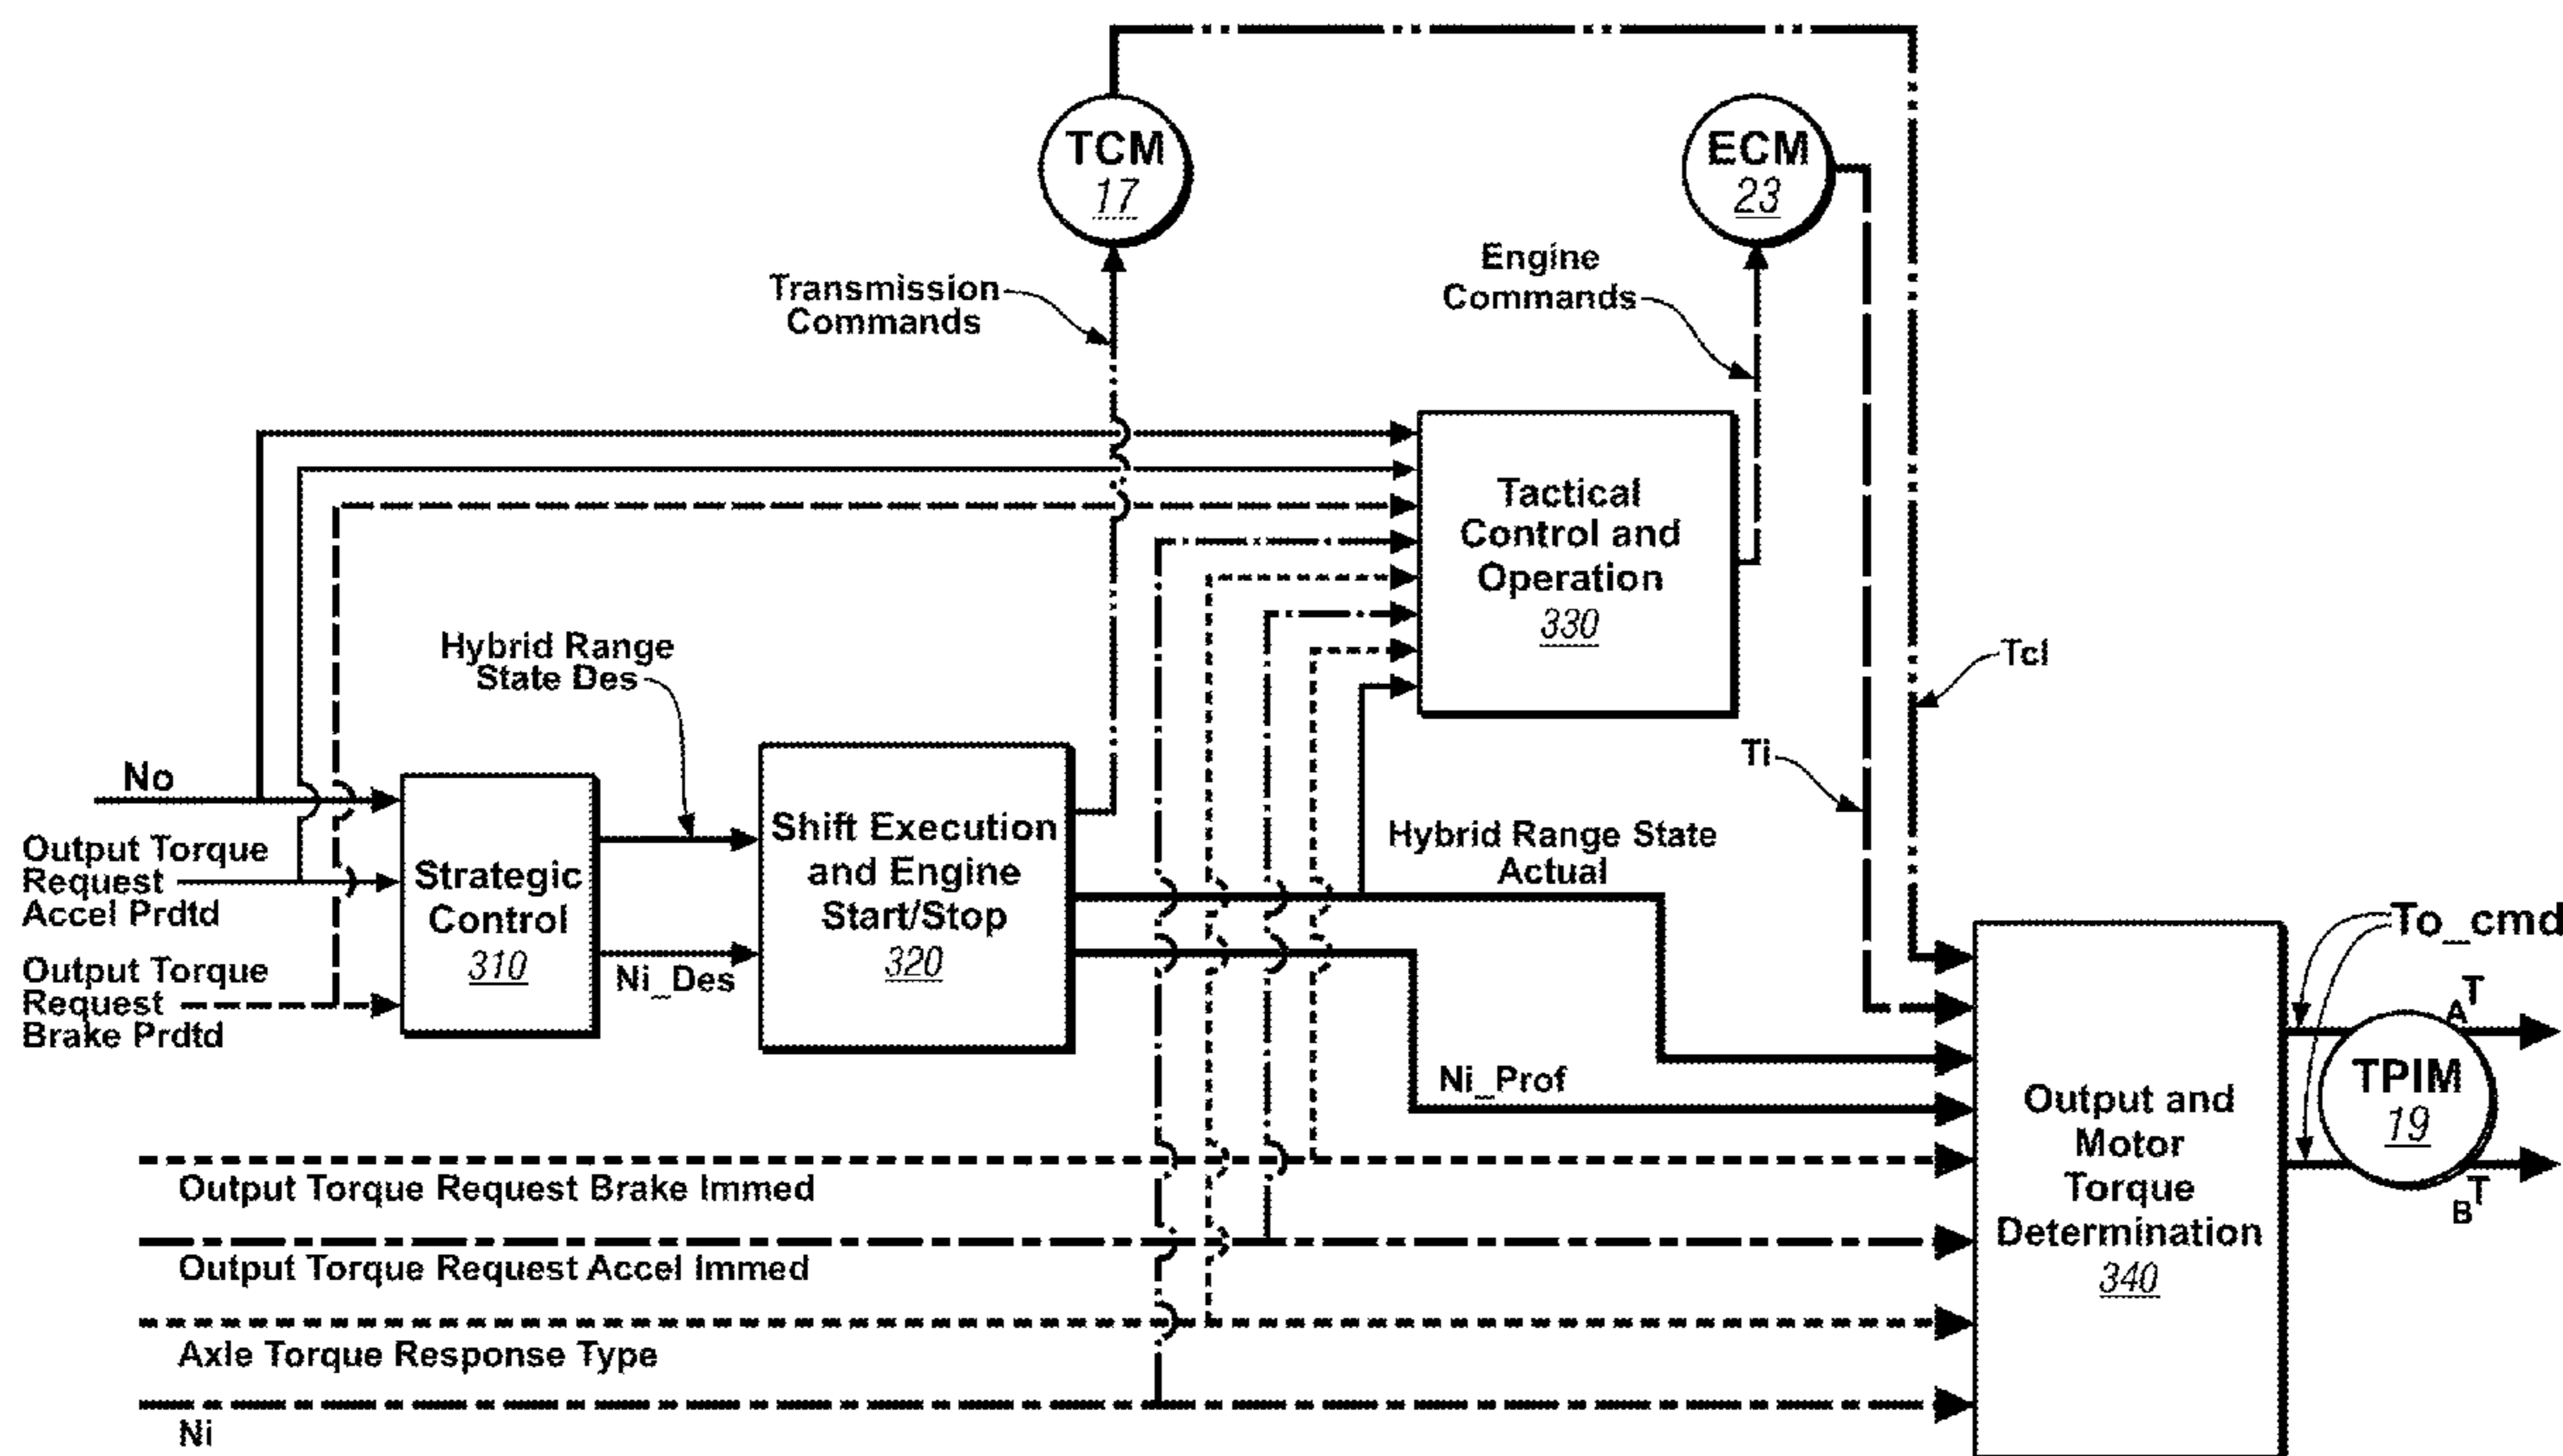 TCM
17
ECM
23
Transmission
Commands
Engine
Commands
Tactical
Control and
Operation
330
Hybrid Range
State Des
Tcl
Ti
No
Output Torque
Request
Accel Prdtd
Output Torque
Request
Brake Prdtd
Strategic
Control
310
Ni_Des
Shift Execution
and Engine
Start/Stop
320
Hybrid Range State
Actual
Ni_Prof
To_cmd
TPIM
19
AT
BT
Output and
Motor
Torque
Determination
340
Output Torque Request Brake Immed
Output Torque Request Accel Immed
Axle Torque Response Type
Ni